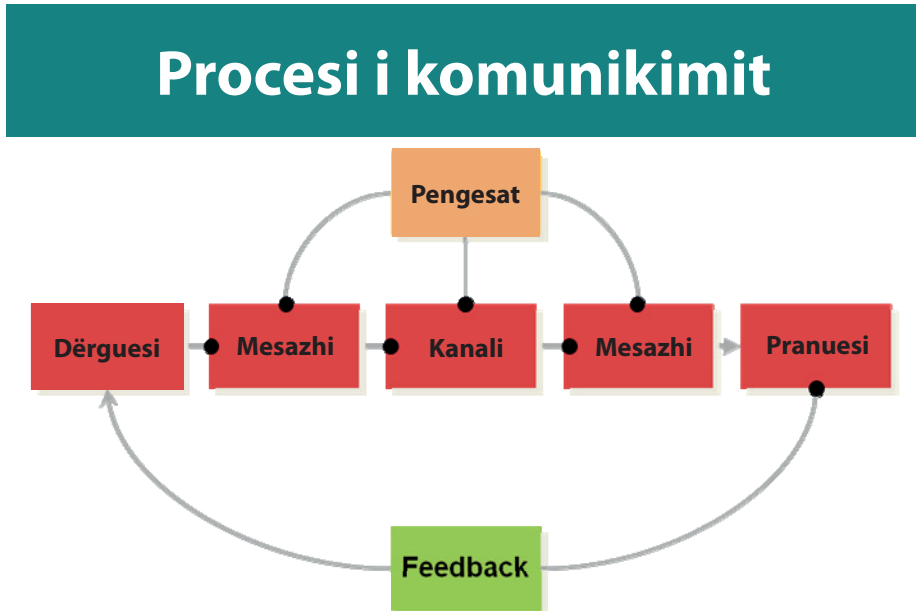 Procesi i komunikimit
Pengesat
Dërguesi
Mesazhi
Kanali
Mesazhi
Pranuesi
Feedback